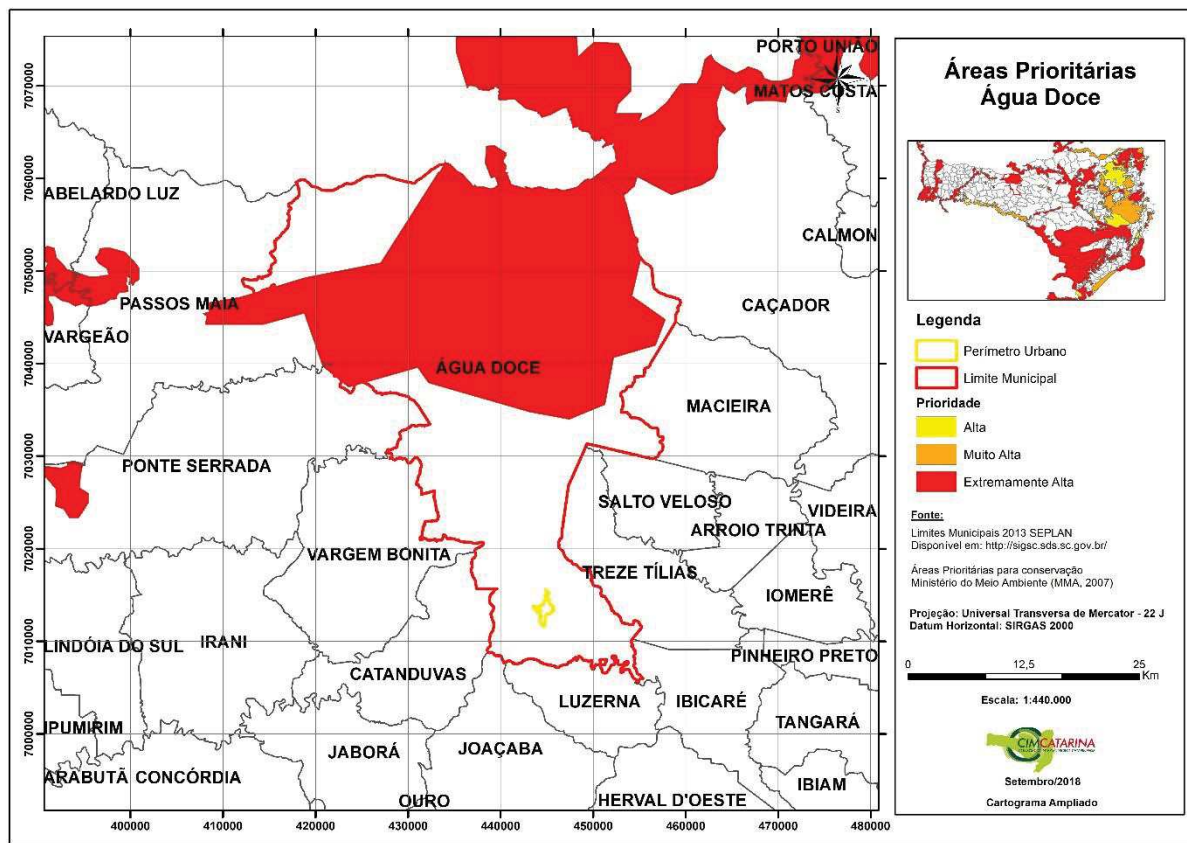 Áreas Prioritárias
Água Doce
PORTO UNIÃO
MATOS COSTA
S
ABELARDO LUZ
CALMON
PASSOS MAIA
CAÇADOR
VARGEÃO
ÁGUA DOCE
MACIEIRA
PONTE SERRADA
SALTO VELOSO
VIDEIRA
ARROIO TRINTA
VARGEM BONITA
TREZE TÍLIAS
IOMERÊ
LINDÓIA DO SUL
IRANI
PINHEIRO PRETO
CATANDUVAS
LUZERNA
IBICARÉ
TANGARÁ
IPUMIRIM
JABORÁ
JOAÇABA
ARABUTÃ
CONCÓRDIA
IBIAM
OURO
HERVAL D'OESTE
7070000
7060000
7050000
7040000
7030000
7020000
7010000
7000000
400000
410000
420000
430000
440000
450000
460000
470000
480000
Legenda
Perímetro Urbano
Limite Municipal
Prioridade
Alta
Muito Alta
Extremamente Alta
Fonte:
Limites Municipais 2013 SEPLAN
Disponível em: http://sigsc.sds.sc.gov.br/
Áreas Prioritárias para conservação
Ministério do Meio Ambiente (MMA, 2007)
Projeção: Universal Transversa de Mercator - 22 J
Datum Horizontal: SIRGAS 2000
0 12,5 25
Km
Escala: 1:440.000
CIMCATARINA
Setembro/2018
Cartograma Ampliado